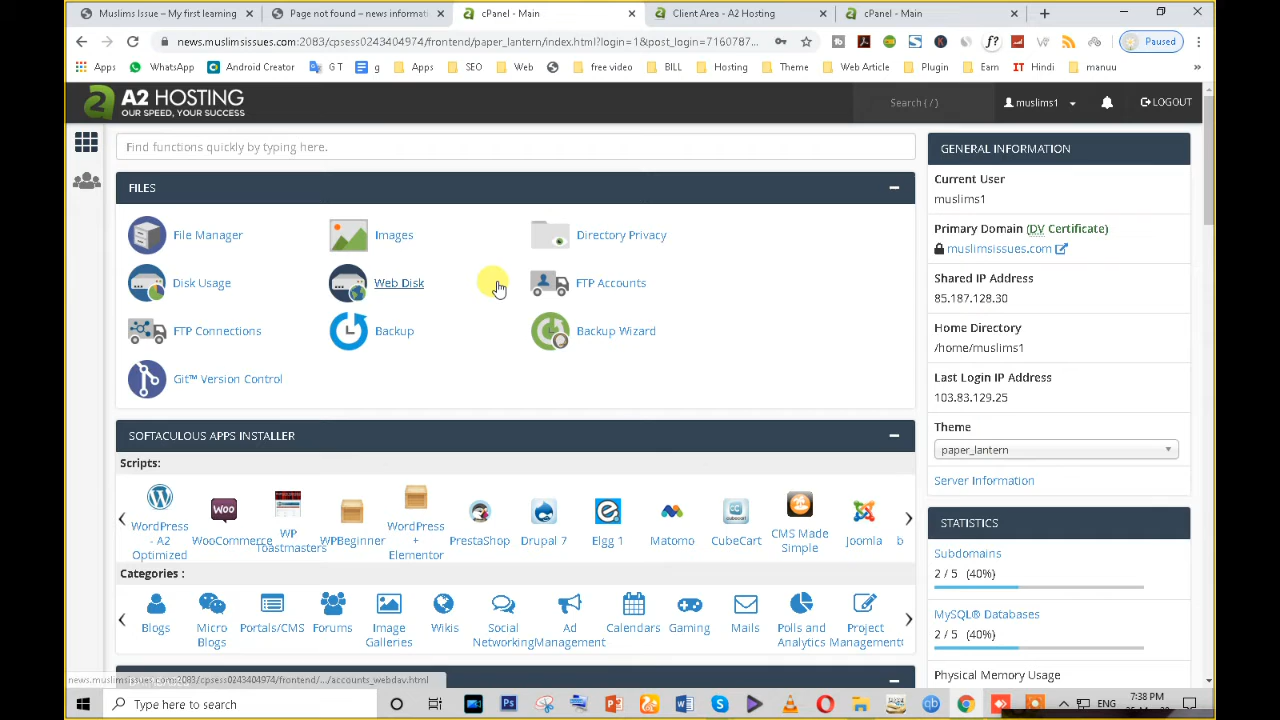 Muslims Issue – My first learning
Page not found – news informati
cPanel - Main
Client Area - A2 Hosting
cPanel - Main
news.muslimsissues.com:2083/cpsess0243404974/frontend/paper_lantern/index.html?login=1&post_login=7160787...
Paused
Apps
WhatsApp
Android Creator
G T
g
Apps
SEO
Web
free video
BILL
Hosting
Theme
Web Article
Plugin
Earn
IT
Hindi
manuu
»
A2 HOSTING
OUR SPEED, YOUR SUCCESS
Search ( / )
muslims1
LOGOUT
Find functions quickly by typing here.
FILES
File Manager
Images
Directory Privacy
Disk Usage
Web Disk
FTP Accounts
FTP Connections
Backup
Backup Wizard
Git™ Version Control
SOFTACULOUS APPS INSTALLER
Scripts:
WordPress
- A2
Optimized
WOO
WooCommerce
WP
Toastmasters
WPBeginner
WordPress
+
Elementor
PrestaShop
Drupal 7
Elgg 1
Matomo
cubecart
CubeCart
CMS Made
Simple
Joomla
b
Categories :
Blogs
Micro
Blogs
Portals/CMS
Forums
Image
Galleries
Wikis
Social
Networking
Ad
Management
Calendars
Gaming
Mails
Polls and
Analytics
Project
Management
GENERAL INFORMATION
Current User
muslims1
Primary Domain (DV Certificate)
muslimsissues.com
Shared IP Address
85.187.128.30
Home Directory
/home/muslims1
Last Login IP Address
103.83.129.25
Theme
paper_lantern
Server Information
STATISTICS
Subdomains
2 / 5 (40%)
MySQL® Databases
2 / 5 (40%)
Physical Memory Usage
news.muslimsissues.com:2083/cpsess0243404974/frontend/.../accounts_webdav.html
Type here to search
ENG
7:38 PM